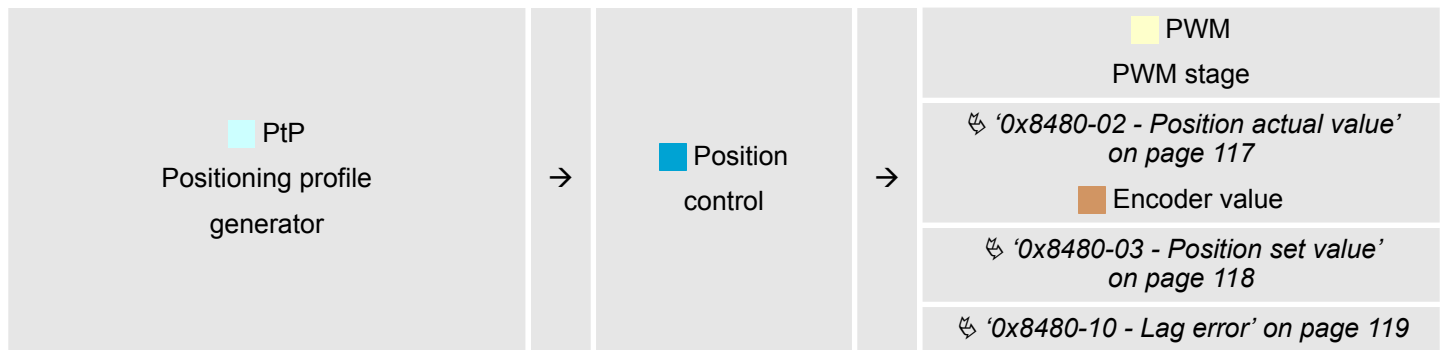 PtP
Positioning profile
generator
→
Position
control
→
PWM
PWM stage
↳ '0x8480-02 - Position actual value'
on page 117
Encoder value
↳ '0x8480-03 - Position set value'
on page 118
↳ '0x8480-10 - Lag error' on page 119